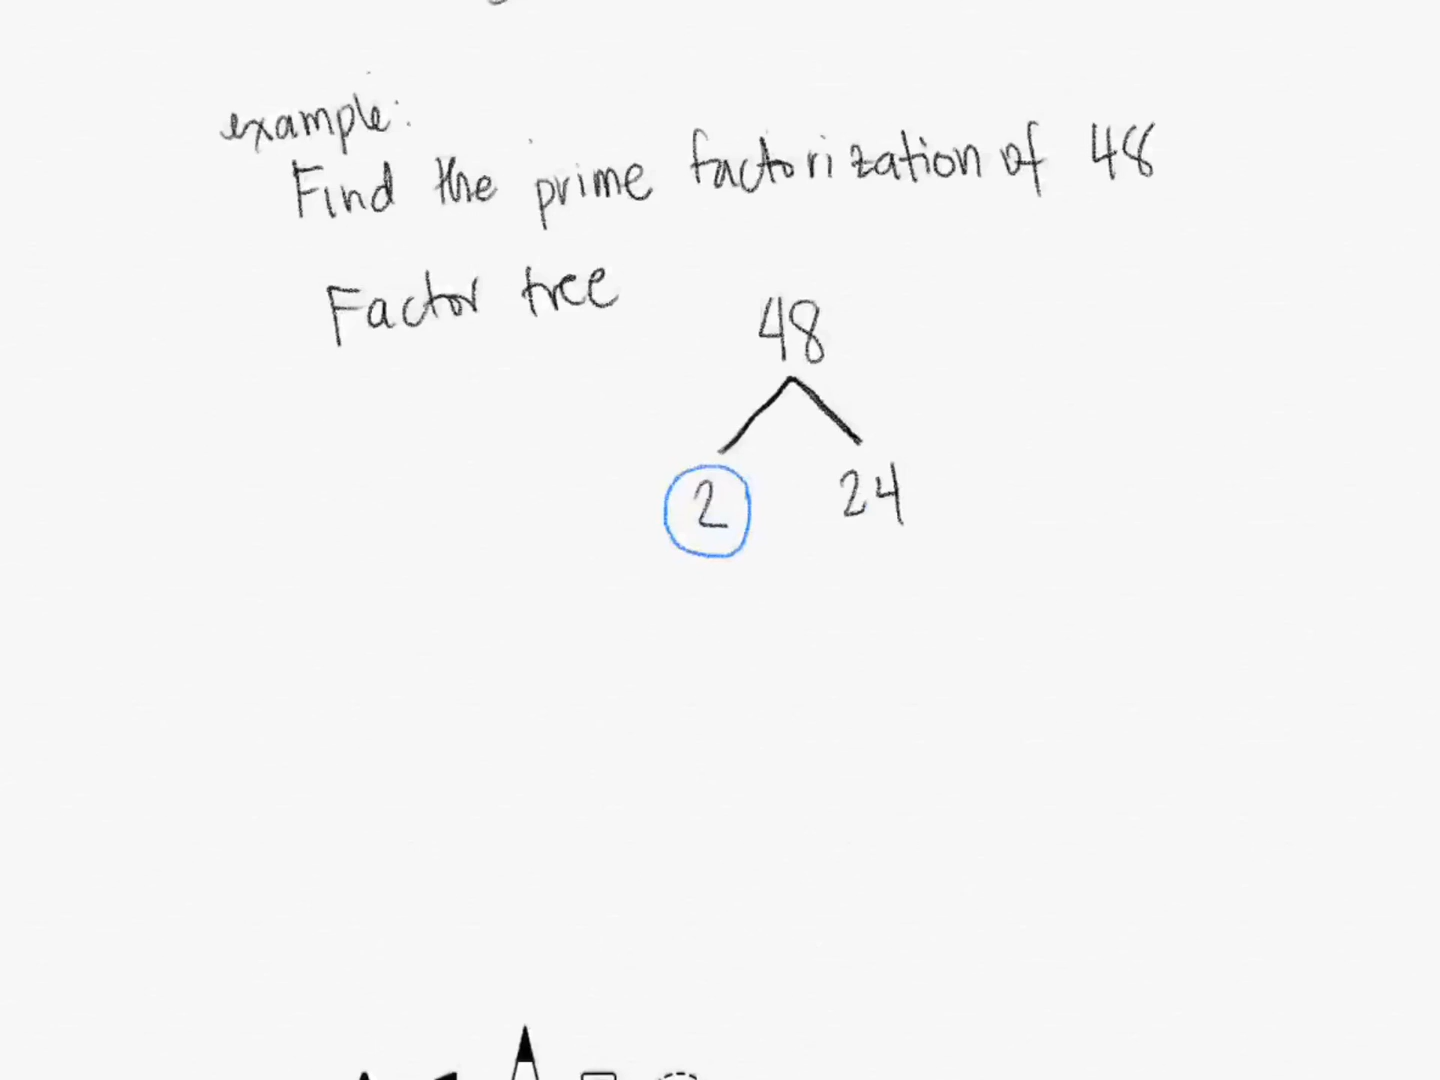 example:
Find the prime factorization of 48
Factor tree
48
2 24